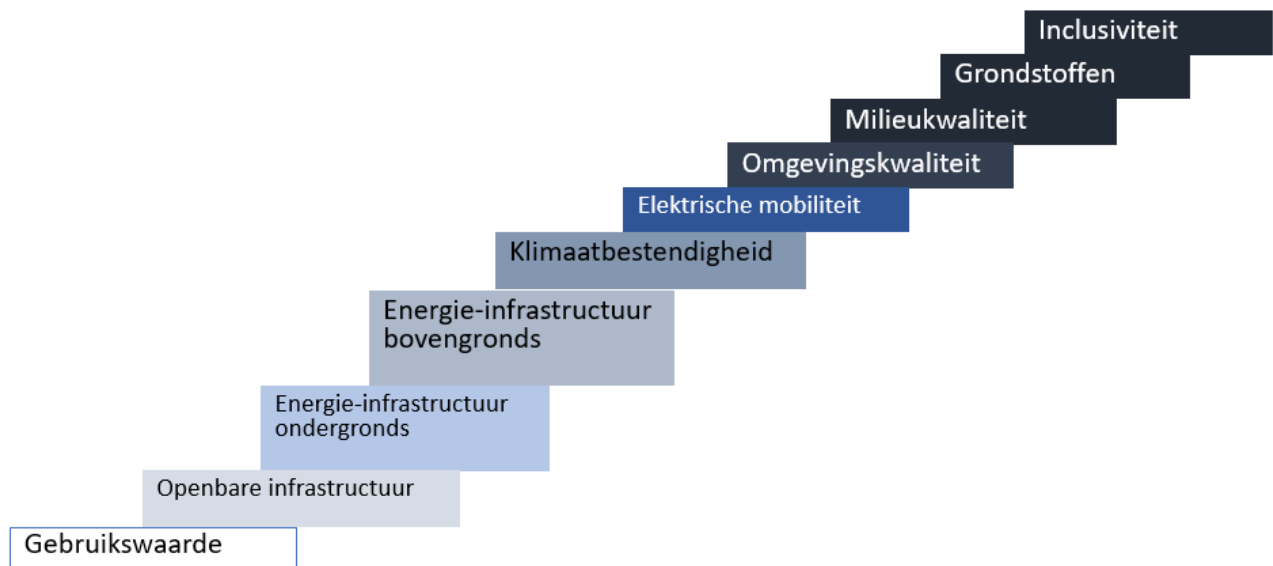 Inclusiviteit
Grondstoffen
Milieukwaliteit
Omgevingskwaliteit
Elektrische mobiliteit
Klimaatbestendigheid
Energie-infrastructuur
bovengronds
Energie-infrastructuur
ondergronds
Openbare infrastructuur
Gebruikswaarde